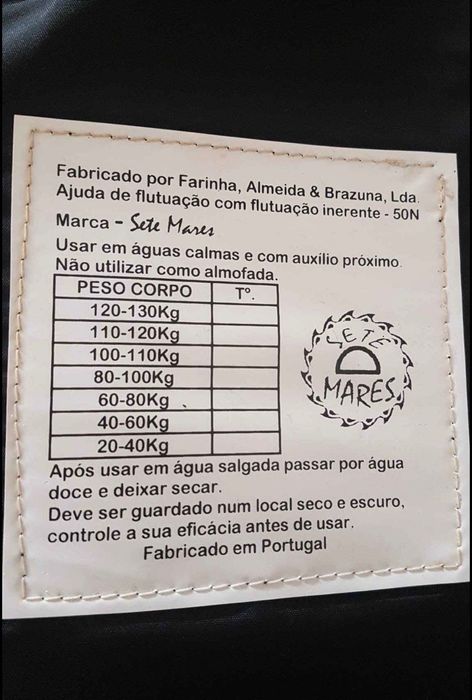 Fabricado por Farinha, Almeida & Brazuna, Lda.
Ajuda de flutuação com flutuação inerente - 50N
Marca - Sete Mares
Usar em águas calmas e com auxílio próximo.
Não utilizar como almofada.
PESO CORPO Tº.
120-130Kg
110-120Kg
100-110Kg
80-100Kg
60-80Kg
40-60Kg
20-40Kg
SETE
MARES
Após usar em água salgada passar por água
doce e deixar secar.
Deve ser guardado num local seco e escuro,
controle a sua eficácia antes de usar.
Fabricado em Portugal